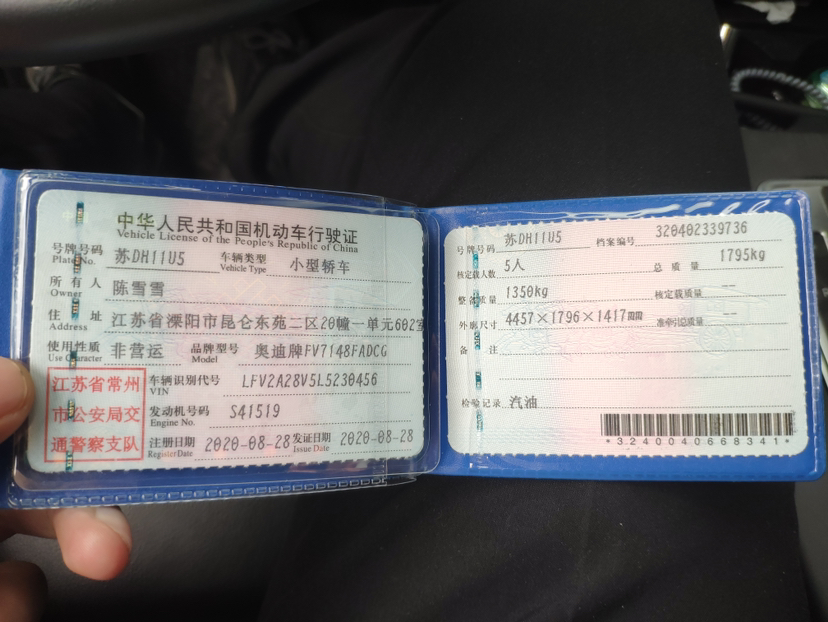 中华人民共和国机动车行驶证
Vehicle License of the People's Republic of China
号牌号码 苏DH11U5 车辆类型 小型轿车
Plate No. Vehicle Type
所有人 陈雪雪
Owner
住址 江苏省溧阳市昆仑东苑二区20幢一单元602室
Address
使用性质 非营运 品牌型号 奥迪牌FV7148FADCG
Use Character Model
江苏省常州
市公安局交
通警察支队
车辆识别代号 LFV2A28V5L5230456
VIN
发动机号码 S41519
Engine No.
注册日期 2020-08-28 发证日期 2020-08-28
Register Date Issue Date
号牌号码 苏DH11U5 档案编号 320402339736
核定载人数 5人 总质量 1795kg
整备质量 1350kg 核定载质量 --
外廓尺寸 4457×1796×1417mm 准牵引总质量 --
备注
检验记录 汽油
*3240040668341*